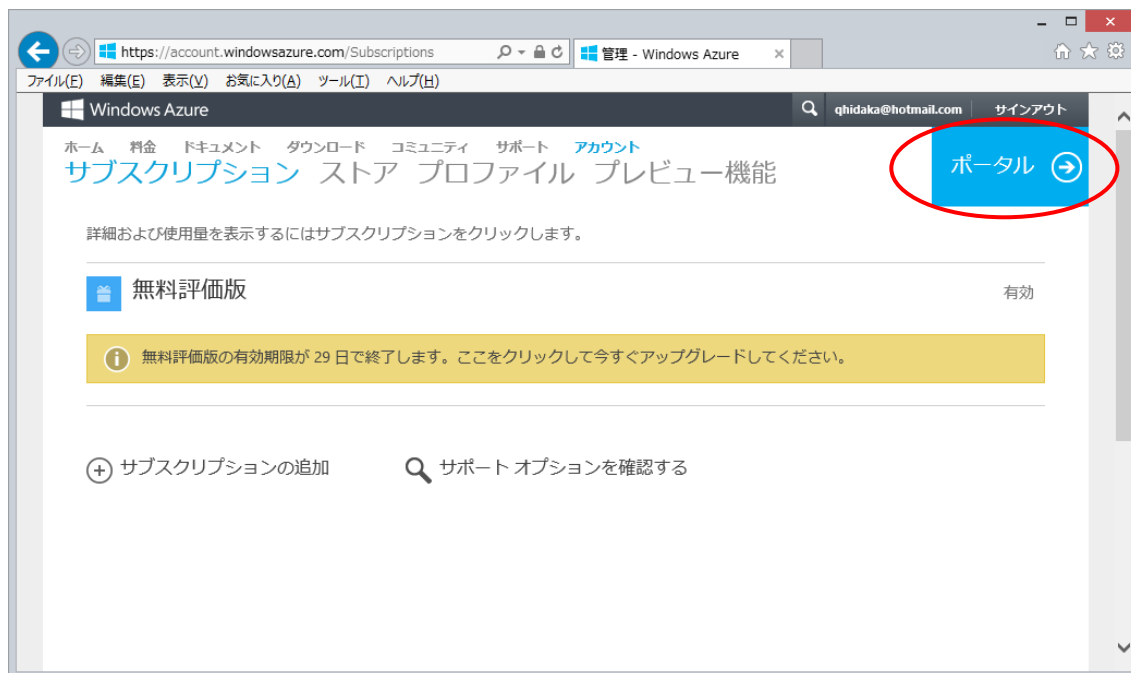 https://account.windowsazure.com/Subscriptions
管理 - Windows Azure
ファイル(F) 編集(E) 表示(V) お気に入り(A) ツール(T) ヘルプ(H)
Windows Azure qhidaka@hotmail.com サインアウト
ホーム 料金 ドキュメント ダウンロード コミュニティ サポート アカウント
サブスクリプション ストア プロファイル プレビュー機能
ポータル
詳細および使用量を表示するにはサブスクリプションをクリックします。
無料評価版 有効
無料評価版の有効期限が 29 日で終了します。ここをクリックして今すぐアップグレードしてください。
サブスクリプションの追加 サポート オプションを確認する